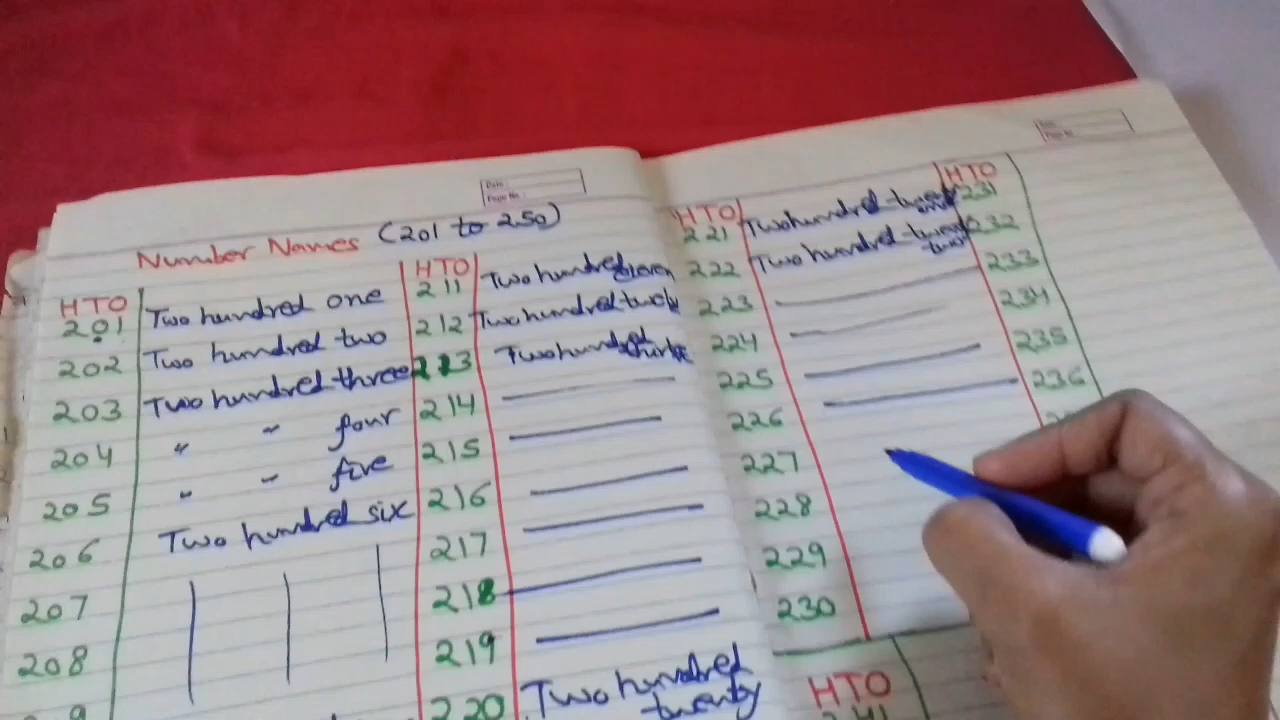 Date :
Page No :
Number Names (201 to 250)
HTO
201 Two hundred one
202 Two hundred two
203 Two hundred three
204 " " four
205 " " five
206 Two hundred six
207
208
HTO
211 Two hundred eleven
212 Two hundred
213 Two hundred
214
215
216
217
218
219
220 Two hundred
twenty
HTO
221 Two hundred twenty
one
222 Two hundred twenty
two
223
224
225
226
227
228
229
230
HTO
231
232
233
234
235
236
HTO
241